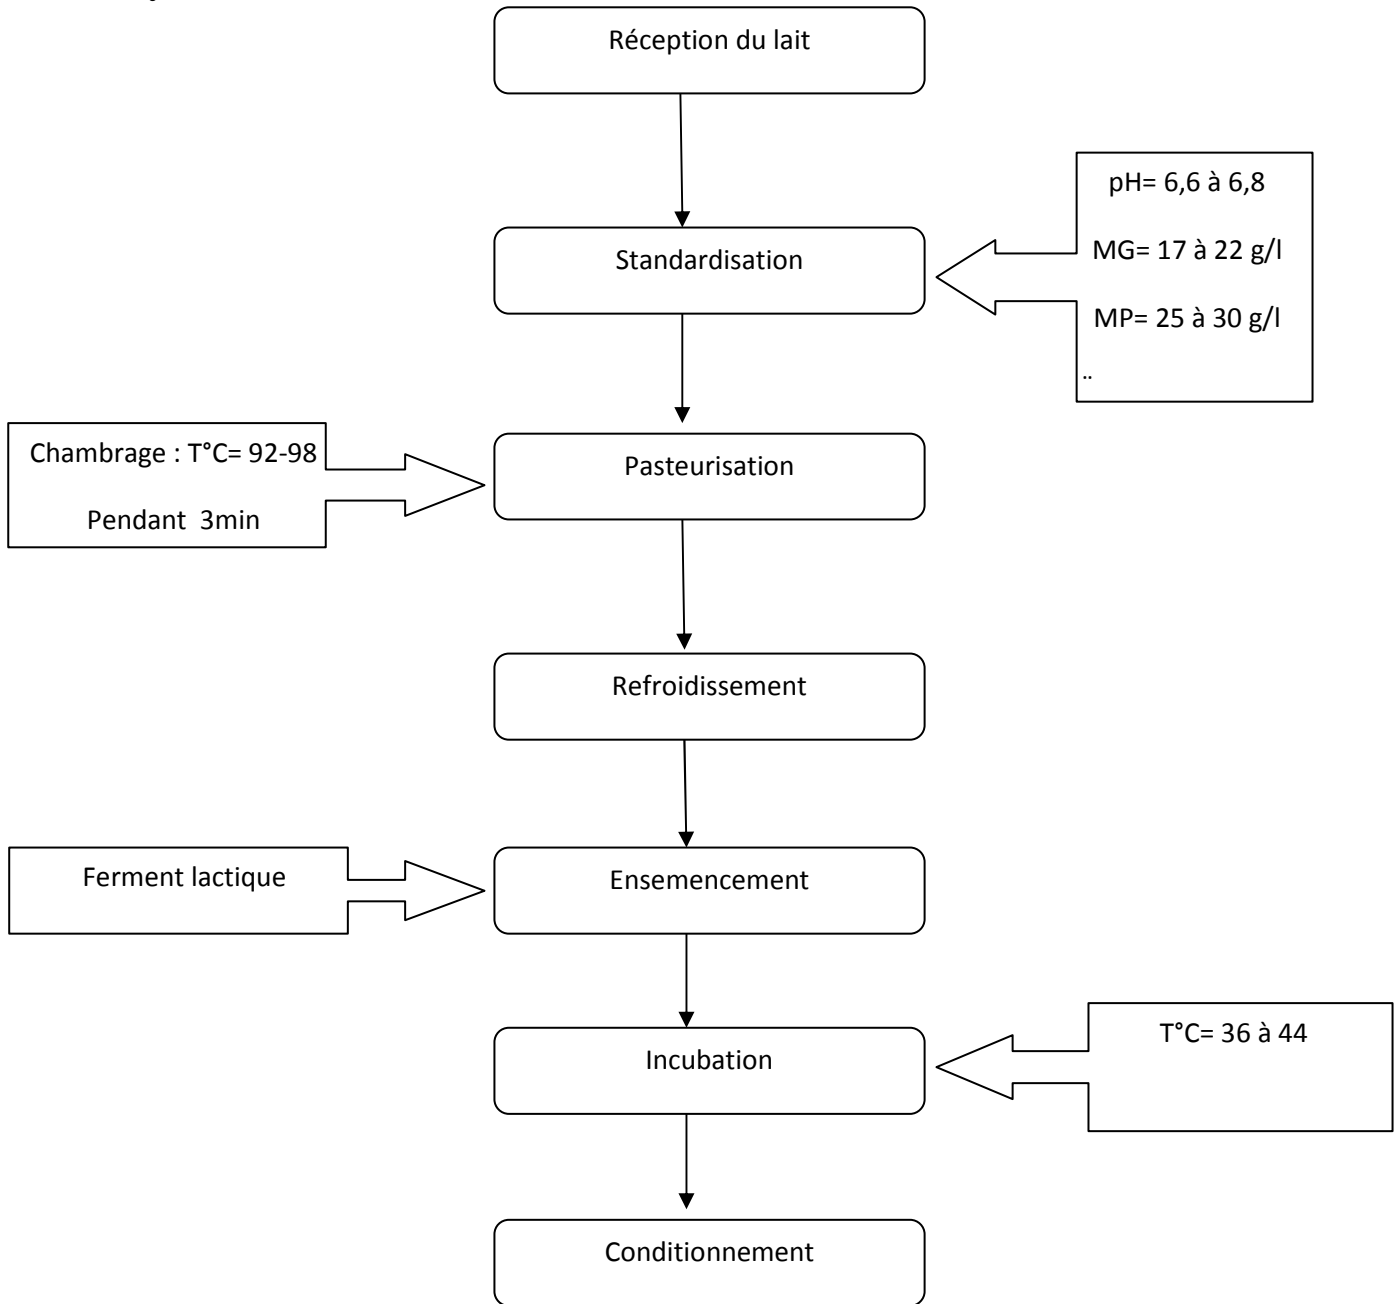 Réception du lait
pH= 6,6 à 6,8
MG= 17 à 22 g/l
Standardisation
MP= 25 à 30 g/l
..
Chambrage : T°C= 92-98
Pendant  3min
Pasteurisation
Refroidissement
Ferment lactique
Ensemencement
T°C= 36 à 44
Incubation
Conditionnement